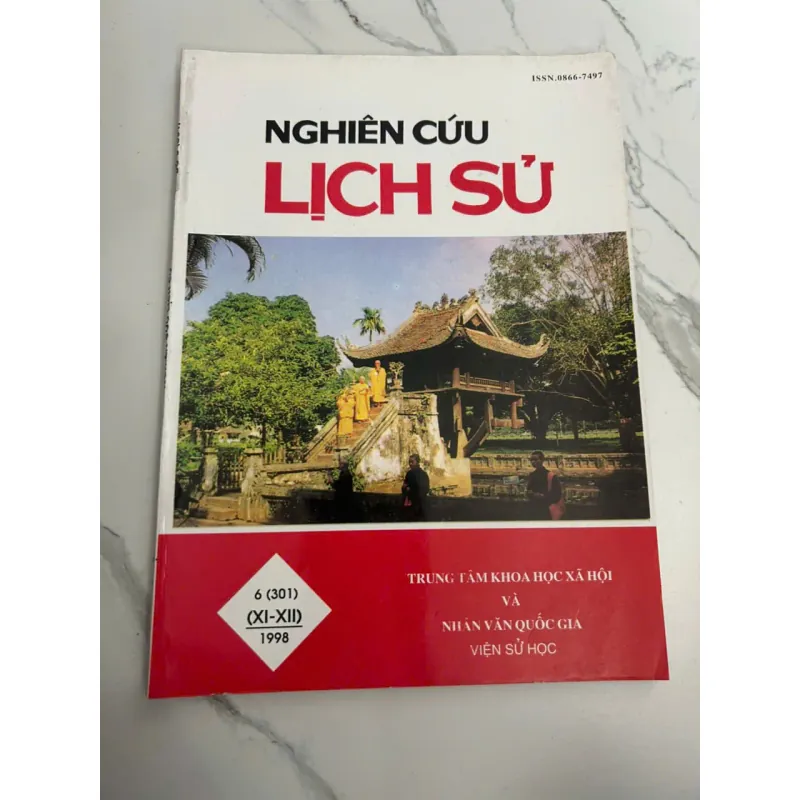 ISSN.0866-7497
NGHIÊN CỨU
LỊCH SỬ
6 (301)
(XI-XII)
1998
TRUNG TÂM KHOA HỌC XÃ HỘI
VÀ
NHÂN VĂN QUỐC GIA
VIỆN SỬ HỌC